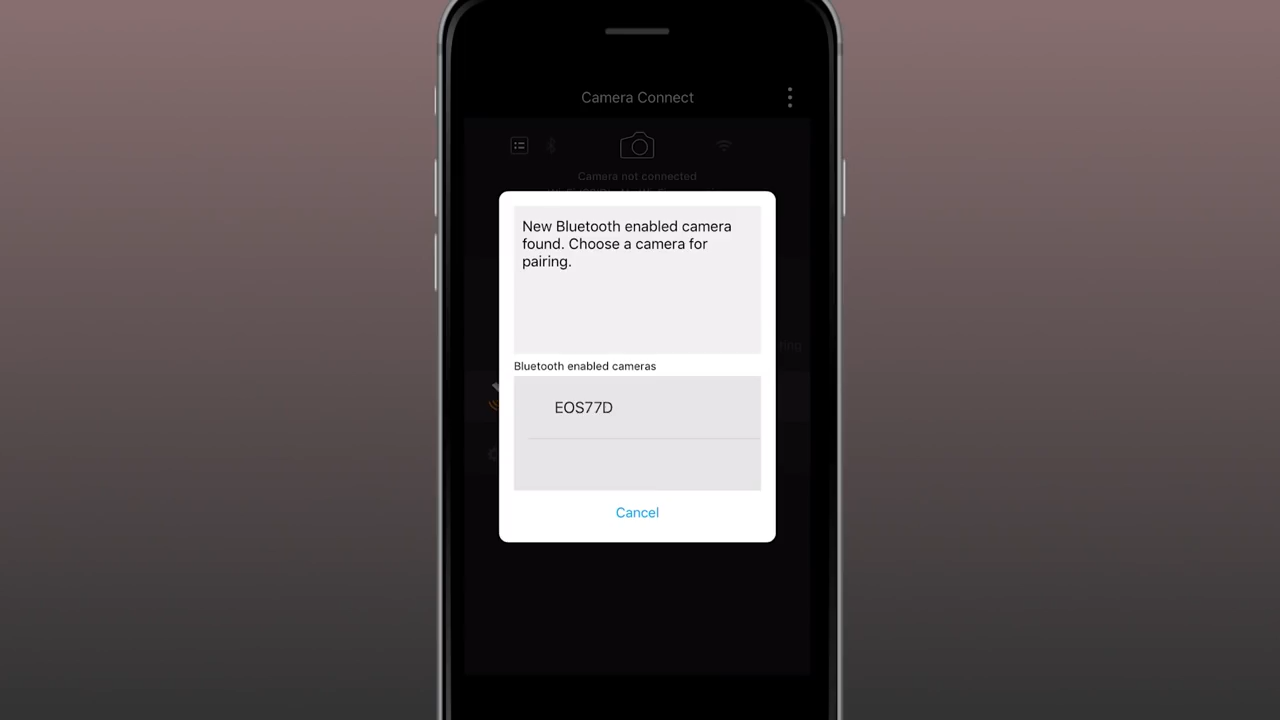 Camera Connect
Camera not connected
New Bluetooth enabled camera
found. Choose a camera for
pairing.
Bluetooth enabled cameras
EOS77D
Cancel